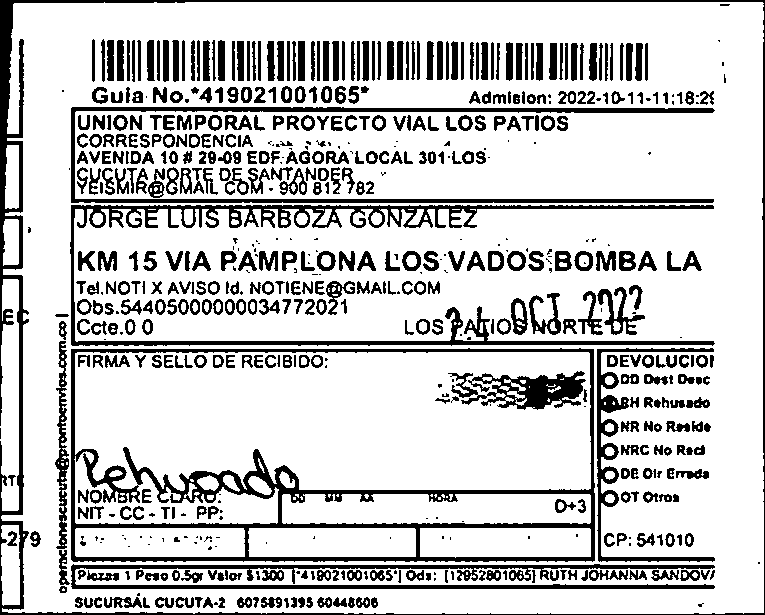 Guia No.*419021001065*
Admision: 2022-10-11-11:18:29
UNION TEMPORAL PROYECTO VIAL LOS PATIOS
CORRESPONDENCIA
AVENIDA 10 # 29-09 EDF.AGORA LOCAL 301 LOS
CUCUTA NORTE DE SANTANDER
YEISMIR@GMAIL COM - 900 812 782
JORGE LUIS BARBOZA GONZALEZ
KM 15 VIA PAMPLONA LOS VADOS BOMBA LA
Tel.NOTI X AVISO Id. NOTIENE@GMAIL.COM
Obs.54405000000034772021
Ccte.0 0
LOS PATIOS NORTE DE
24 OCT 2022
EC
operacionescucuta@prontoenvios.com.co
FIRMA Y SELLO DE RECIBIDO:
Rehusado
NOMBRE CLARO:
NIT - CC - TI - PP:
DD MM AA HORA
D+3
DEVOLUCIO
DD Dest Desc
RH Rehusado
NR No Reside
NRC No Recl
DE Dir Errada
OT Otros
RTE
-279
CP: 541010
Piezas 1 Peso 0.5gr Valor $1300 [*419021001065*] Ods: [12952801065] RUTH JOHANNA SANDOVA
SUCURSAL CUCUTA-2 6075891395 60448606